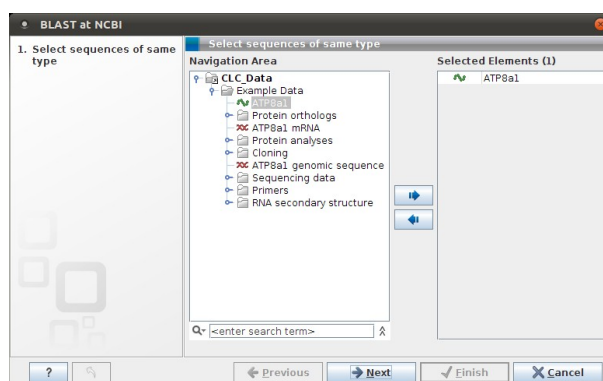 BLAST at NCBI
1. Select sequences of same
type
Select sequences of same type
Navigation Area
CLC_Data
Example Data
ATP8a1
Protein orthologs
ATP8a1 mRNA
Protein analyses
Cloning
ATP8a1 genomic sequence
Sequencing data
Primers
RNA secondary structure
<enter search term>
Selected Elements (1)
ATP8a1
?
Previous
Next
Finish
Cancel